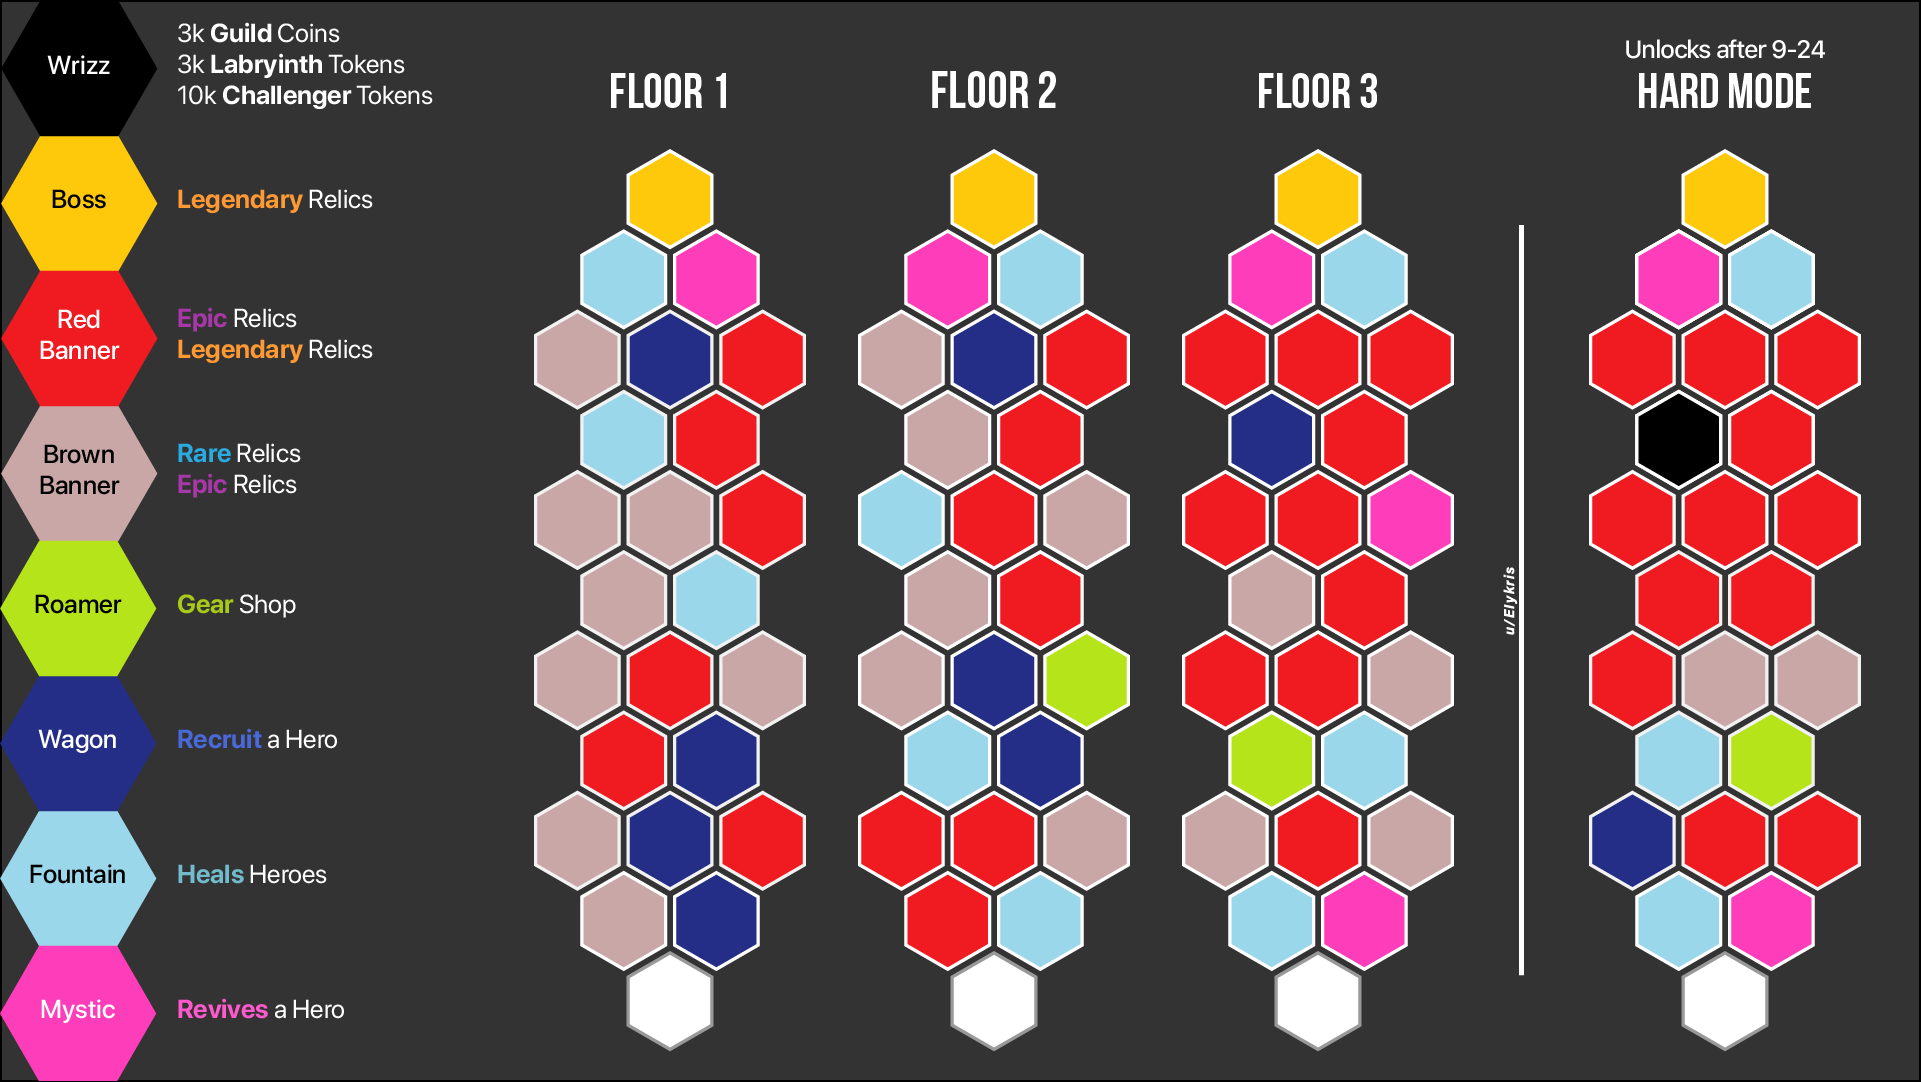 Wrizz
3k Guild Coins
3k Labryinth Tokens
10k Challenger Tokens
Boss
Legendary Relics
Red
Banner
Epic Relics
Legendary Relics
Brown
Banner
Rare Relics
Epic Relics
Roamer
Gear Shop
Wagon
Recruit a Hero
Fountain
Heals Heroes
Mystic
Revives a Hero
FLOOR 1
FLOOR 2
FLOOR 3
u/Elykris
Unlocks after 9-24
HARD MODE